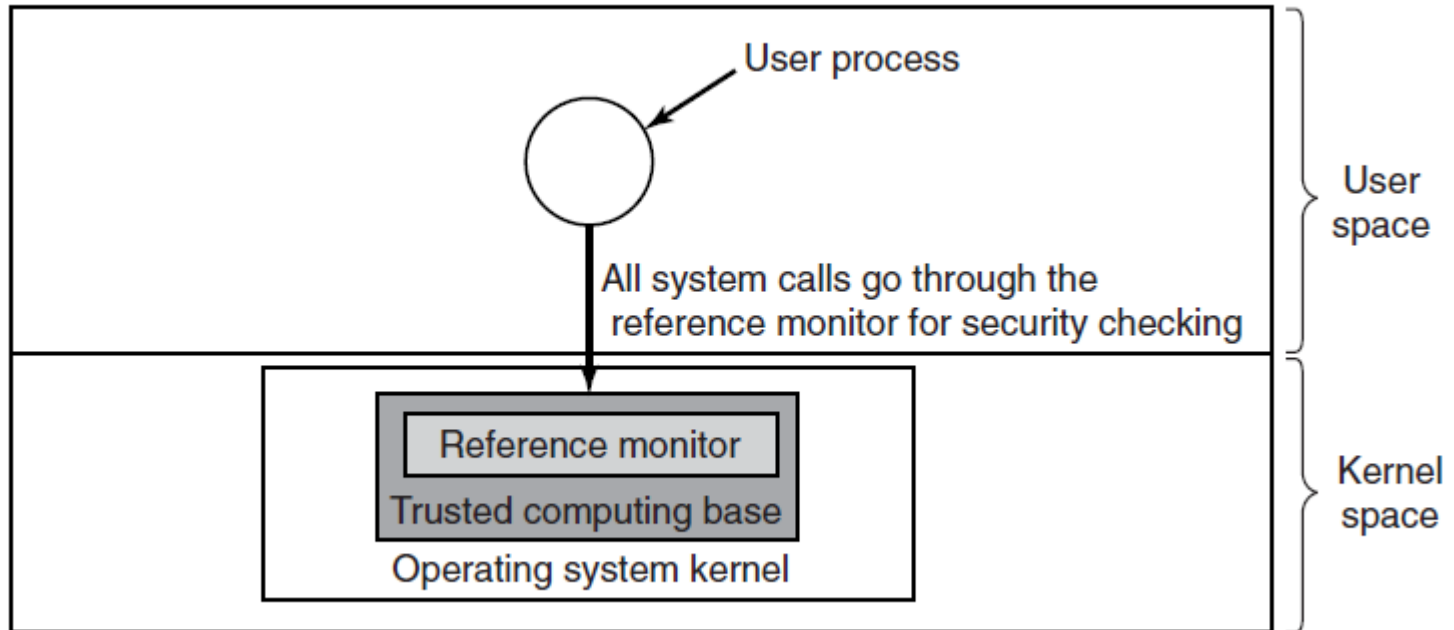 User process
User
space
All system calls go through the
reference monitor for security checking
Reference monitor
Trusted computing base
Operating system kernel
Kernel
space